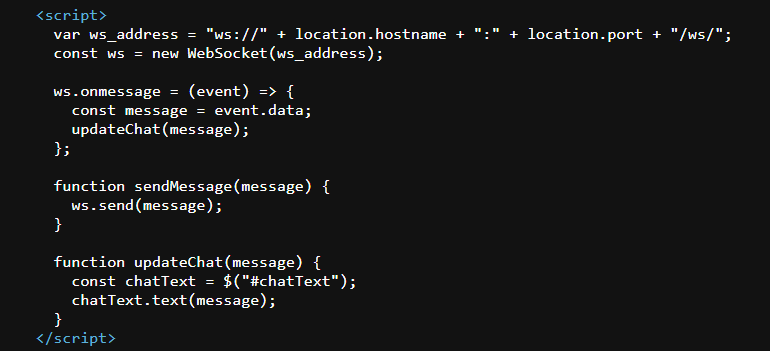 <script>
var ws_address = "ws://" + location.hostname + ":" + location.port + "/ws/";
const ws = new WebSocket(ws_address);
ws.onmessage = (event) => {
const message = event.data;
updateChat(message);
};
function sendMessage(message) {
ws.send(message);
}
function updateChat(message) {
const chatText = $("#chatText");
chatText.text(message);
}
</script>